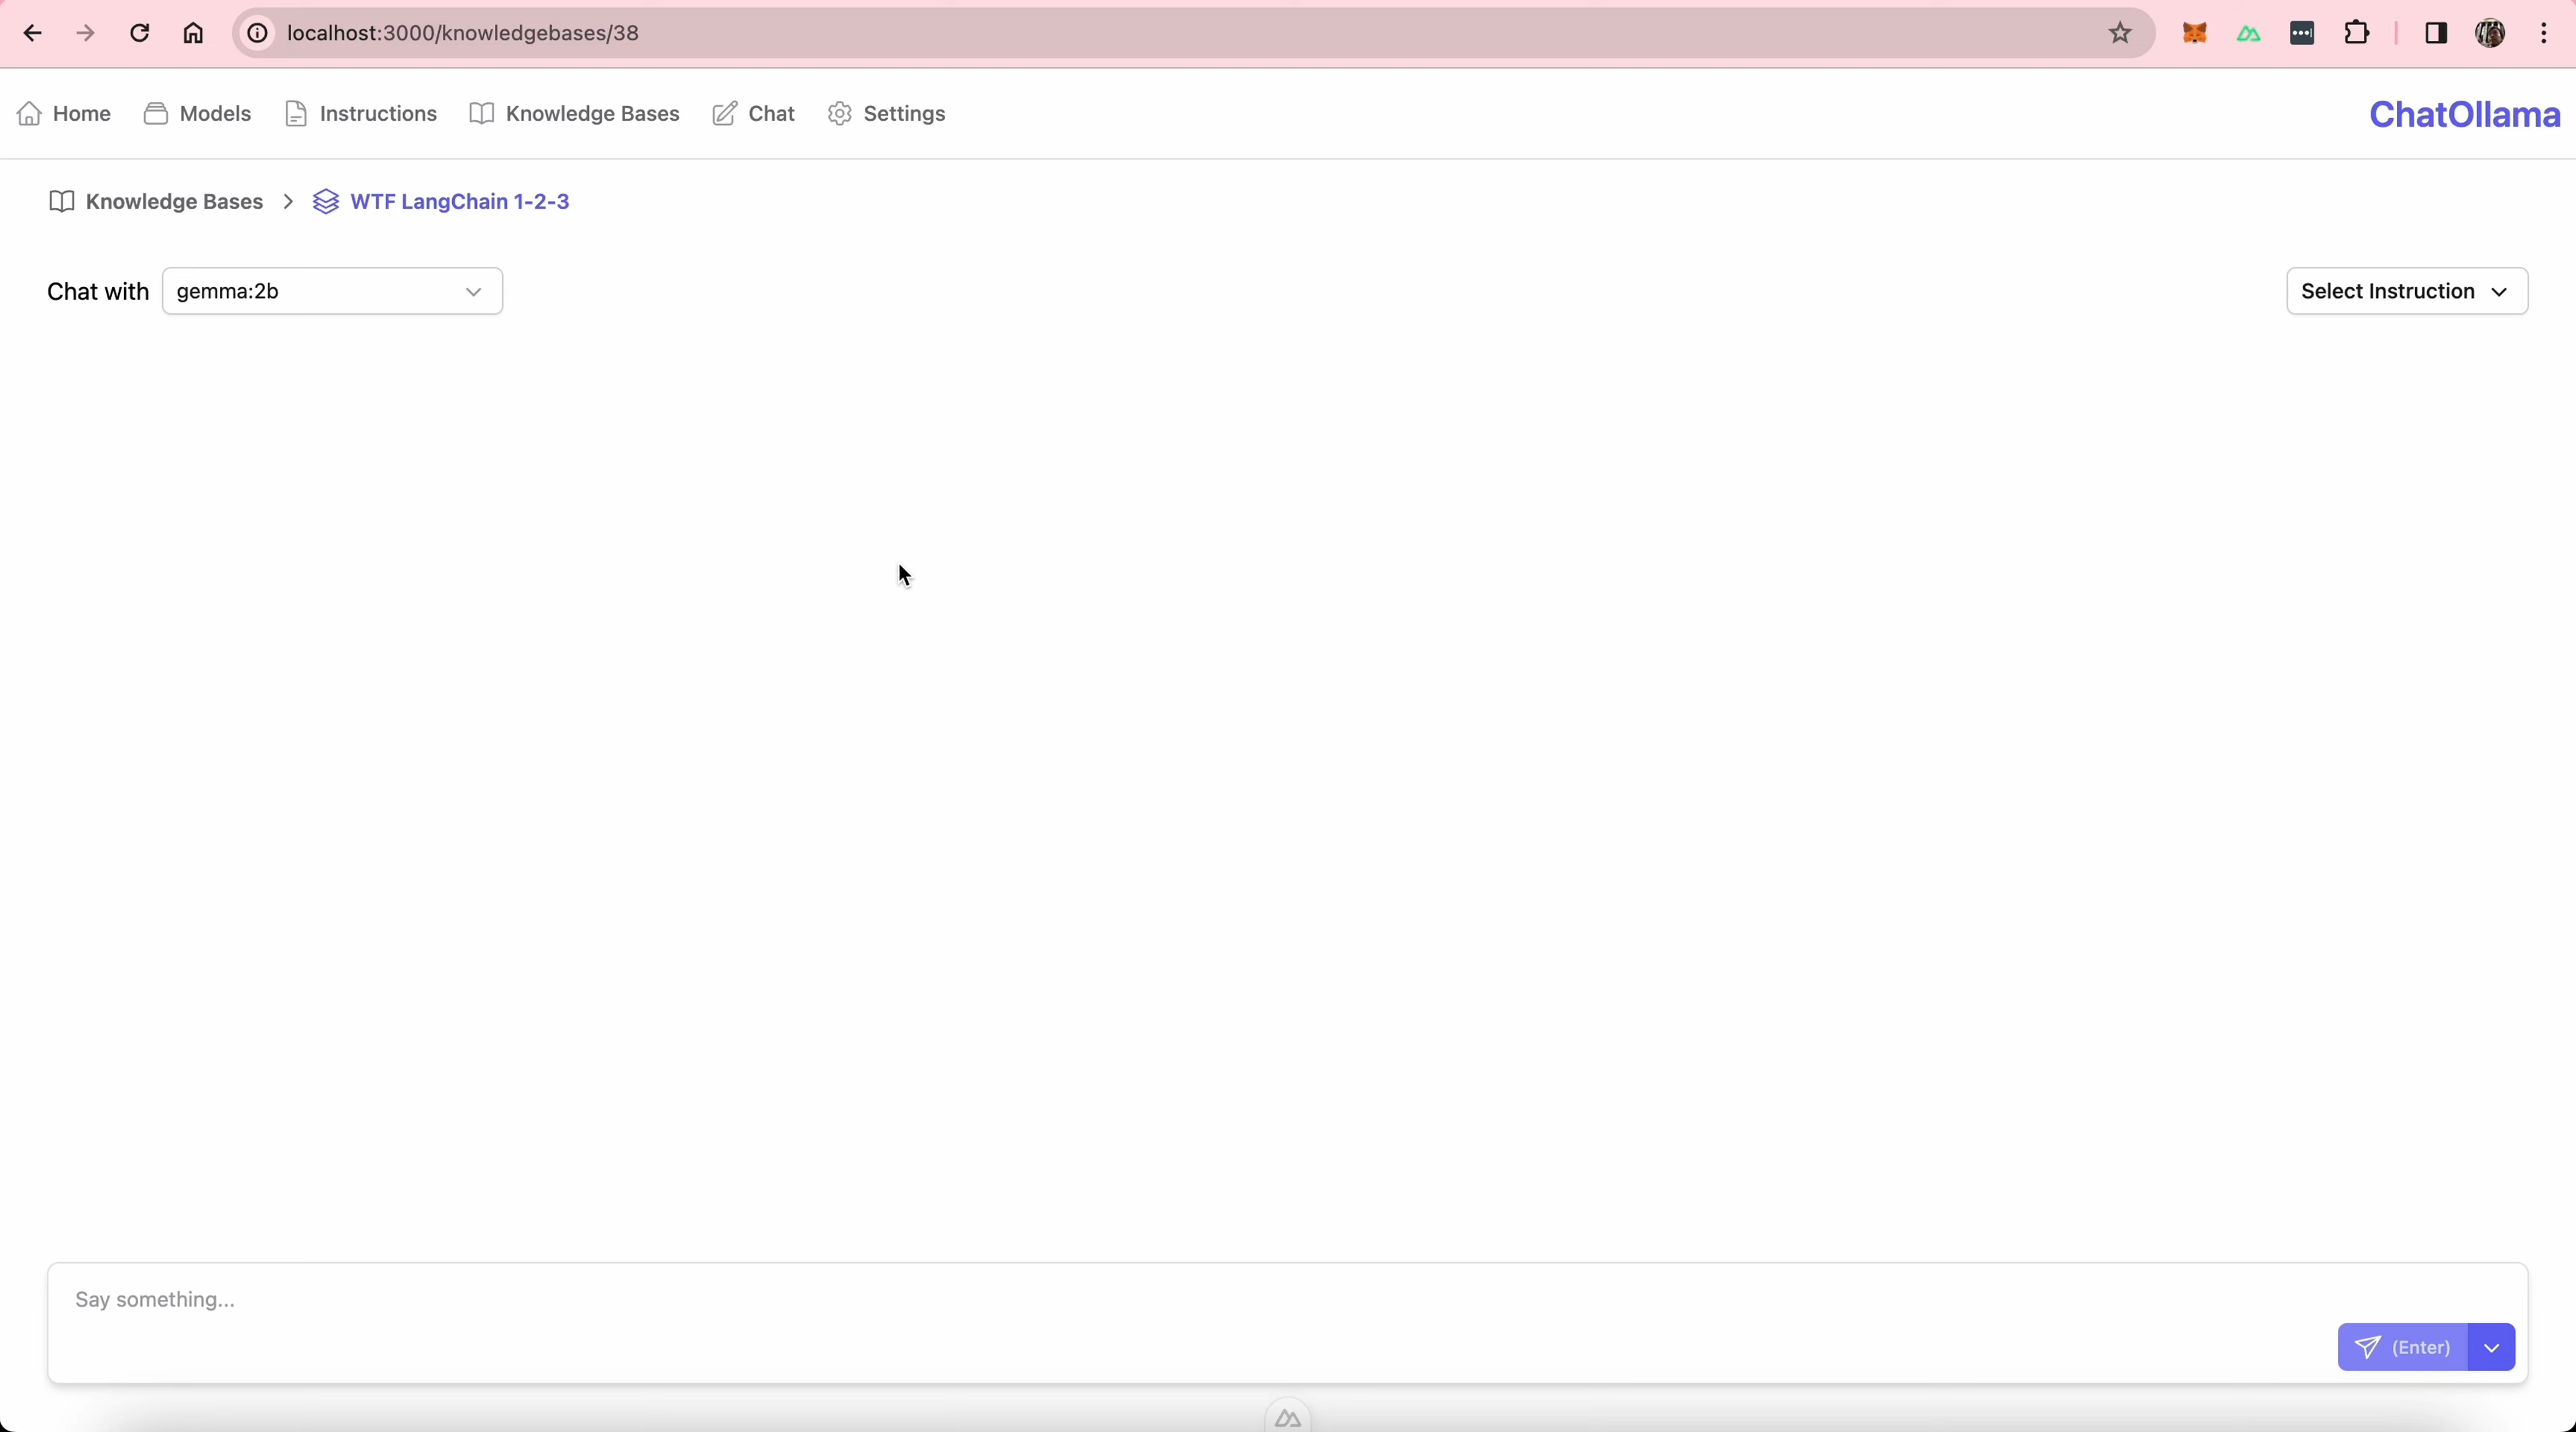 localhost:3000/knowledgebases/38
Home Models Instructions Knowledge Bases Chat Settings ChatOllama
Knowledge Bases > WTF LangChain 1-2-3
Chat with gemma:2b Select Instruction
Say something...
(Enter)